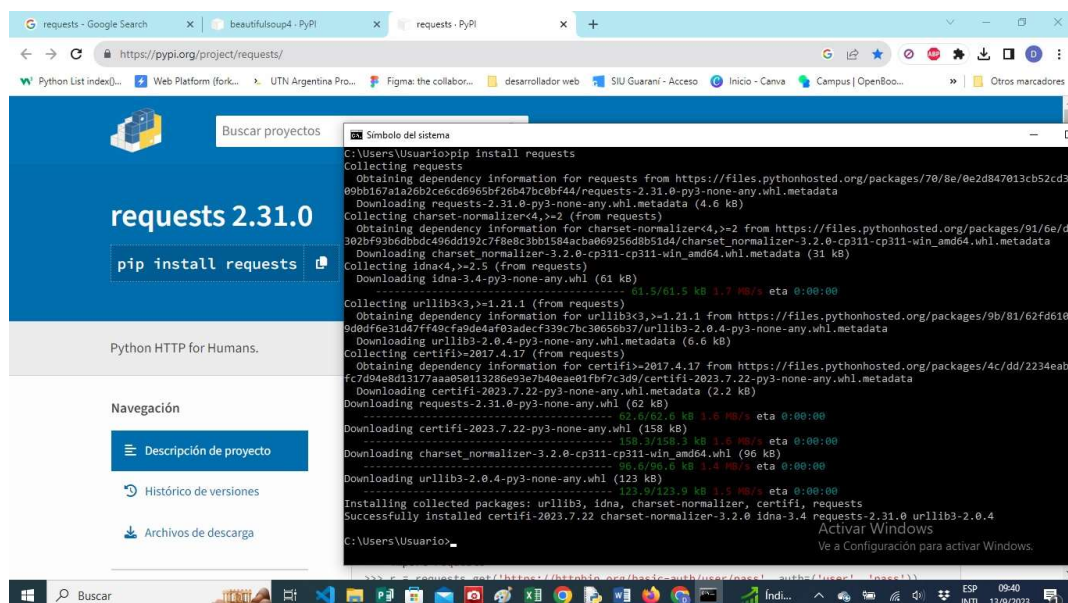 requests - Google Search
beautifulsoup4 · PyPI
requests · PyPI
https://pypi.org/project/requests/
Python List index()...
Web Platform (fork...
UTN Argentina Pro...
Figma: the collabor...
desarrollador web
SIU Guaraní - Acceso
Inicio - Canva
Campus | OpenBoo...
Otros marcadores
Buscar proyectos
requests 2.31.0
pip install requests
Python HTTP for Humans.
Navegación
Descripción de proyecto
Histórico de versiones
Archivos de descarga
Símbolo del sistema
C:\Users\Usuario>pip install requests
Collecting requests
Obtaining dependency information for requests from https://files.pythonhosted.org/packages/70/8e/0e2d847013cb52cd3
09bb167a1a26b2ce6cd6965bf26b47bc0bf44/requests-2.31.0-py3-none-any.whl.metadata
Downloading requests-2.31.0-py3-none-any.whl.metadata (4.6 kB)
Collecting charset-normalizer<4,>=2 (from requests)
Obtaining dependency information for charset-normalizer<4,>=2 from https://files.pythonhosted.org/packages/91/6e/d
302bf93b6dbbdc496dd192c7f8e8c3bb1584acba069256d8b51d4/charset_normalizer-3.2.0-cp311-cp311-win_amd64.whl.metadata
Downloading charset_normalizer-3.2.0-cp311-cp311-win_amd64.whl.metadata (31 kB)
Collecting idna<4,>=2.5 (from requests)
Downloading idna-3.4-py3-none-any.whl (61 kB)
---------------------------------------- 61.5/61.5 kB 1.7 MB/s eta 0:00:00
Collecting urllib3<3,>=1.21.1 (from requests)
Obtaining dependency information for urllib3<3,>=1.21.1 from https://files.pythonhosted.org/packages/9b/81/62fd610
9d0df6e31d47ff49cfa9de4af03adecf339c7bc30656b37/urllib3-2.0.4-py3-none-any.whl.metadata
Downloading urllib3-2.0.4-py3-none-any.whl.metadata (6.6 kB)
Collecting certifi>=2017.4.17 (from requests)
Obtaining dependency information for certifi>=2017.4.17 from https://files.pythonhosted.org/packages/4c/dd/2234eab
fc7d94e8d13177aaa050113286e93e7b40eae01fbf7c3d9/certifi-2023.7.22-py3-none-any.whl.metadata
Downloading certifi-2023.7.22-py3-none-any.whl.metadata (2.2 kB)
Downloading requests-2.31.0-py3-none-any.whl (62 kB)
---------------------------------------- 62.6/62.6 kB 1.6 MB/s eta 0:00:00
Downloading certifi-2023.7.22-py3-none-any.whl (158 kB)
---------------------------------------- 158.3/158.3 kB 1.6 MB/s eta 0:00:00
Downloading charset_normalizer-3.2.0-cp311-cp311-win_amd64.whl (96 kB)
---------------------------------------- 96.6/96.6 kB 1.4 MB/s eta 0:00:00
Downloading urllib3-2.0.4-py3-none-any.whl (123 kB)
---------------------------------------- 123.9/123.9 kB 1.5 MB/s eta 0:00:00
Installing collected packages: urllib3, idna, charset-normalizer, certifi, requests
Successfully installed certifi-2023.7.22 charset-normalizer-3.2.0 idna-3.4 requests-2.31.0 urllib3-2.0.4
C:\Users\Usuario>
Activar Windows
Ve a Configuración para activar Windows.
>>> r = requests.get('https://httpbin.org/basic-auth/user/pass', auth=('user', 'pass'))
Buscar
Índi...
ESP
INTL
09:40
13/9/2023